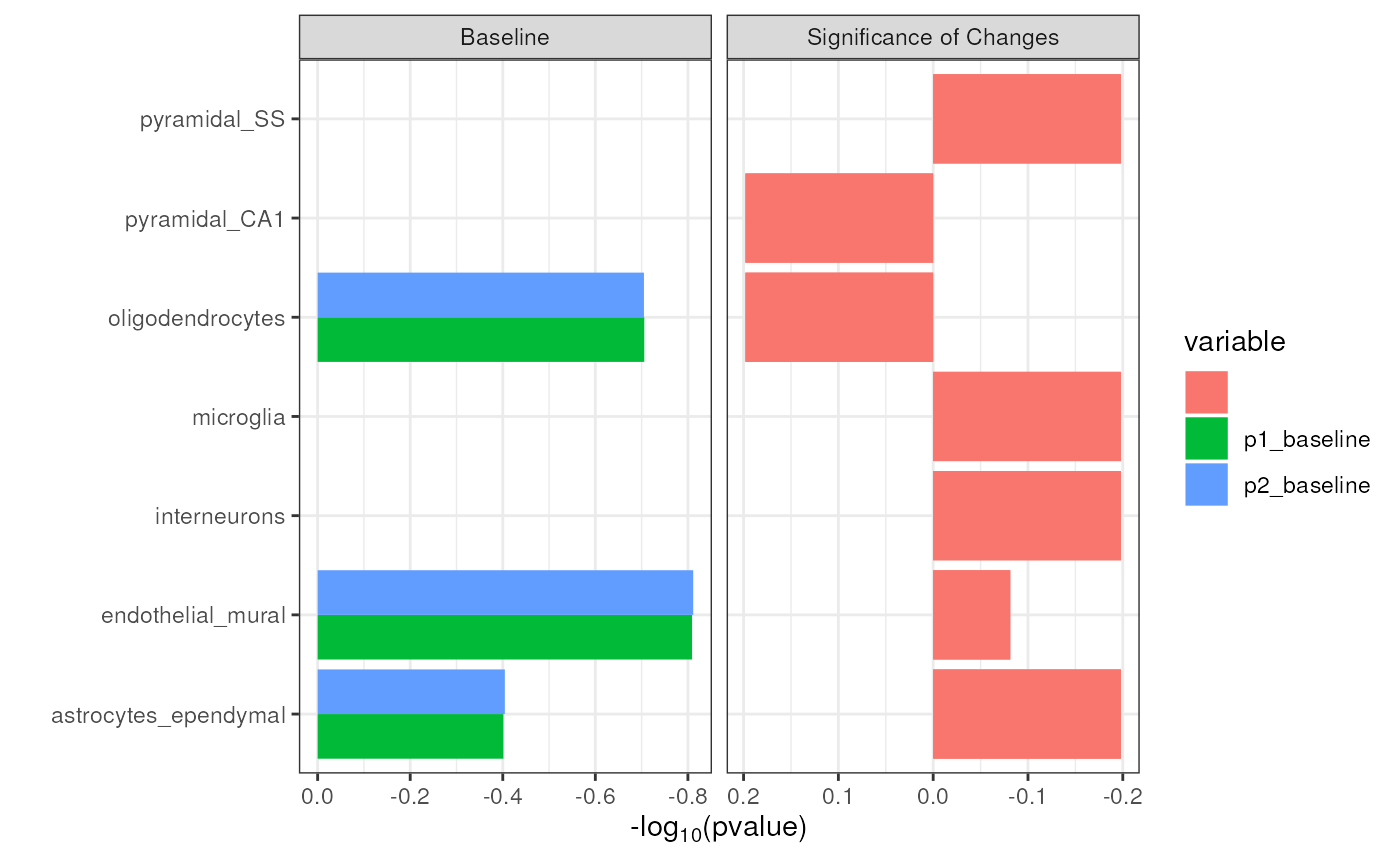 Baseline
Significance of Changes
pyramidal_SS
pyramidal_CA1
oligodendrocytes
microglia
interneurons
endothelial_mural
astrocytes_ependymal
0.0 -0.2 -0.4 -0.6 -0.8
0.2 0.1 0.0 -0.1 -0.2
-log₁₀(pvalue)
variable
p1_baseline
p2_baseline